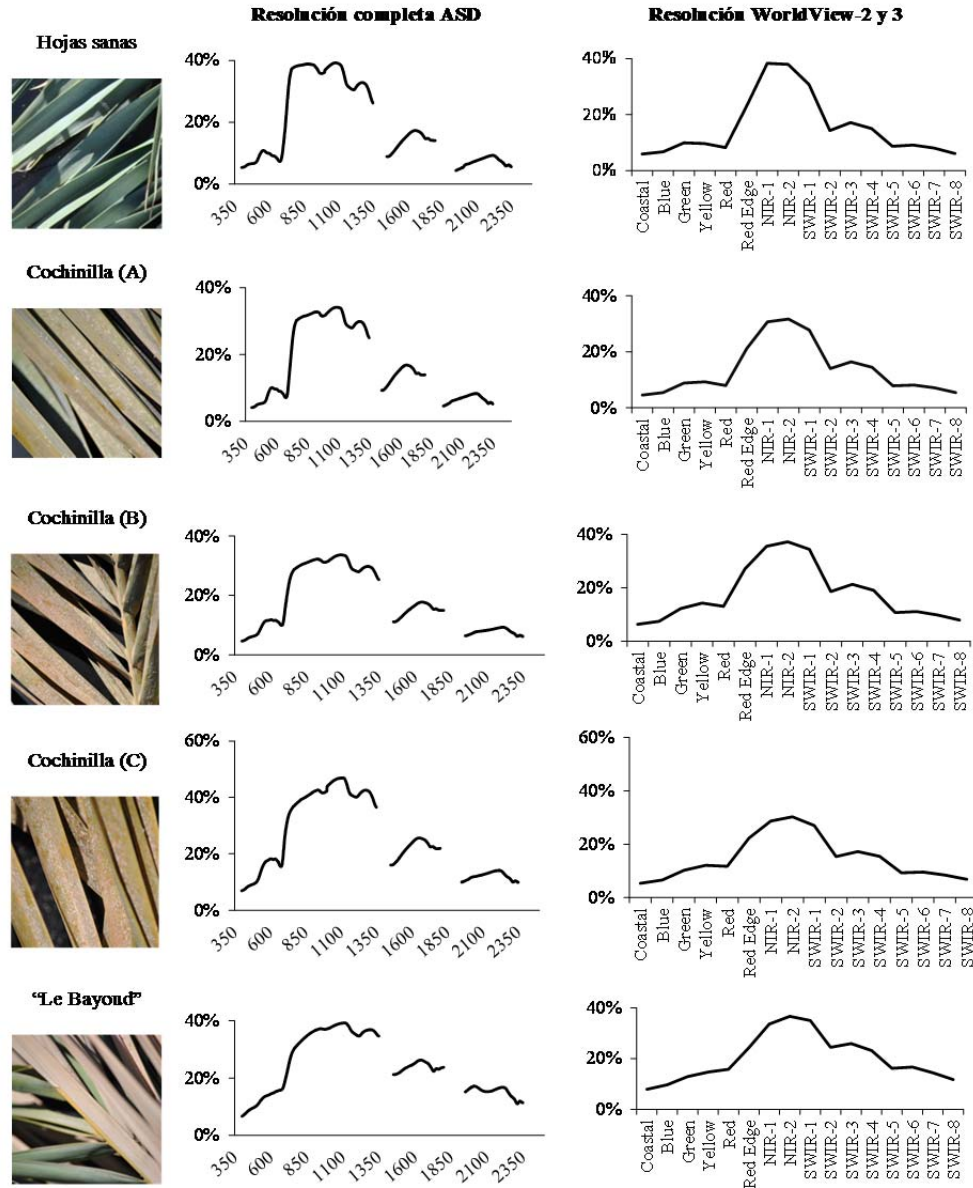 Resolución completa ASD
Resolución WorldView-2 y 3
Hojas sanas
40%
20%
0%
350 600 850 1100 1350 1600 1850 2100 2350
40%
20%
0%
Coastal Blue Green Yellow Red Red Edge NIR-1 NIR-2 SWIR-1 SWIR-2 SWIR-3 SWIR-4 SWIR-5 SWIR-6 SWIR-7 SWIR-8
Cochinilla (A)
40%
20%
0%
350 600 850 1100 1350 1600 1850 2100 2350
40%
20%
0%
Coastal Blue Green Yellow Red Red Edge NIR-1 NIR-2 SWIR-1 SWIR-2 SWIR-3 SWIR-4 SWIR-5 SWIR-6 SWIR-7 SWIR-8
Cochinilla (B)
40%
20%
0%
350 600 850 1100 1350 1600 1850 2100 2350
40%
20%
0%
Coastal Blue Green Yellow Red Red Edge NIR-1 NIR-2 SWIR-1 SWIR-2 SWIR-3 SWIR-4 SWIR-5 SWIR-6 SWIR-7 SWIR-8
Cochinilla (C)
60%
40%
20%
0%
350 600 850 1100 1350 1600 1850 2100 2350
60%
40%
20%
0%
Coastal Blue Green Yellow Red Red Edge NIR-1 NIR-2 SWIR-1 SWIR-2 SWIR-3 SWIR-4 SWIR-5 SWIR-6 SWIR-7 SWIR-8
“Le Bayoud”
40%
20%
0%
350 600 850 1100 1350 1600 1850 2100 2350
40%
20%
0%
Coastal Blue Green Yellow Red Red Edge NIR-1 NIR-2 SWIR-1 SWIR-2 SWIR-3 SWIR-4 SWIR-5 SWIR-6 SWIR-7 SWIR-8